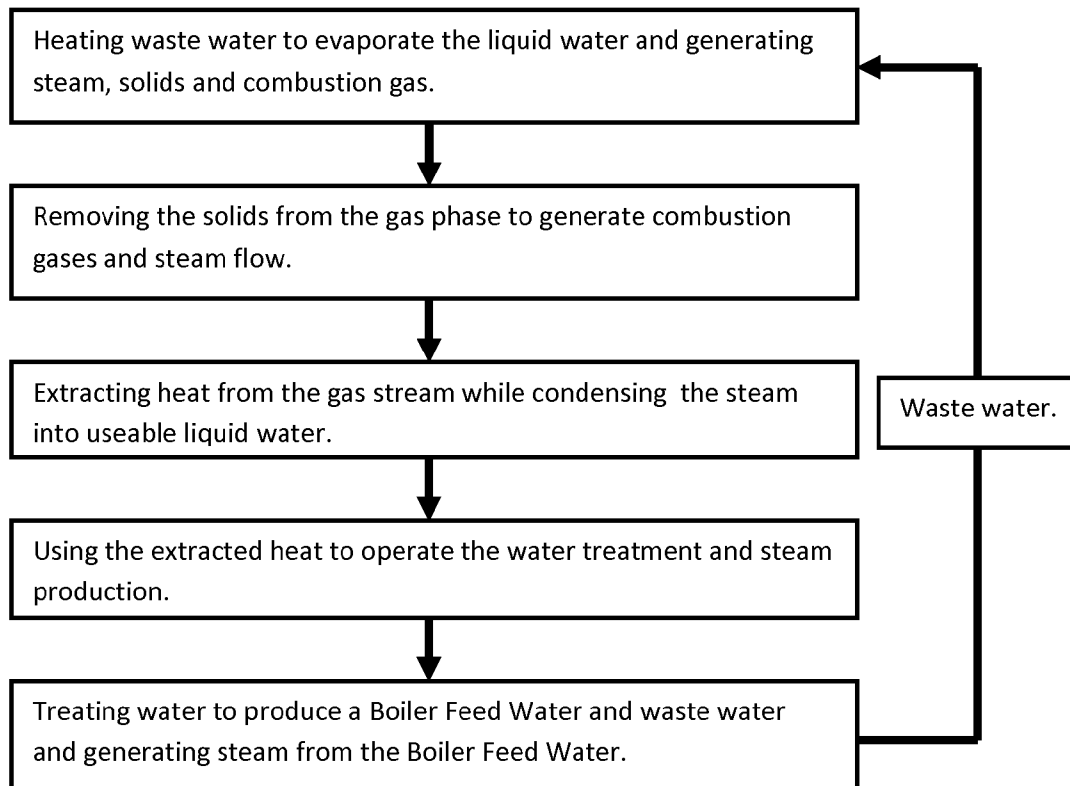 Heating waste water to evaporate the liquid water and generating
steam, solids and combustion gas.
Removing the solids from the gas phase to generate combustion
gases and steam flow.
Extracting heat from the gas stream while condensing  the steam
into useable liquid water.
Waste water.
Using the extracted heat to operate the water treatment and steam
production.
Treating water to produce a Boiler Feed Water and waste water
and generating steam from the Boiler Feed Water.